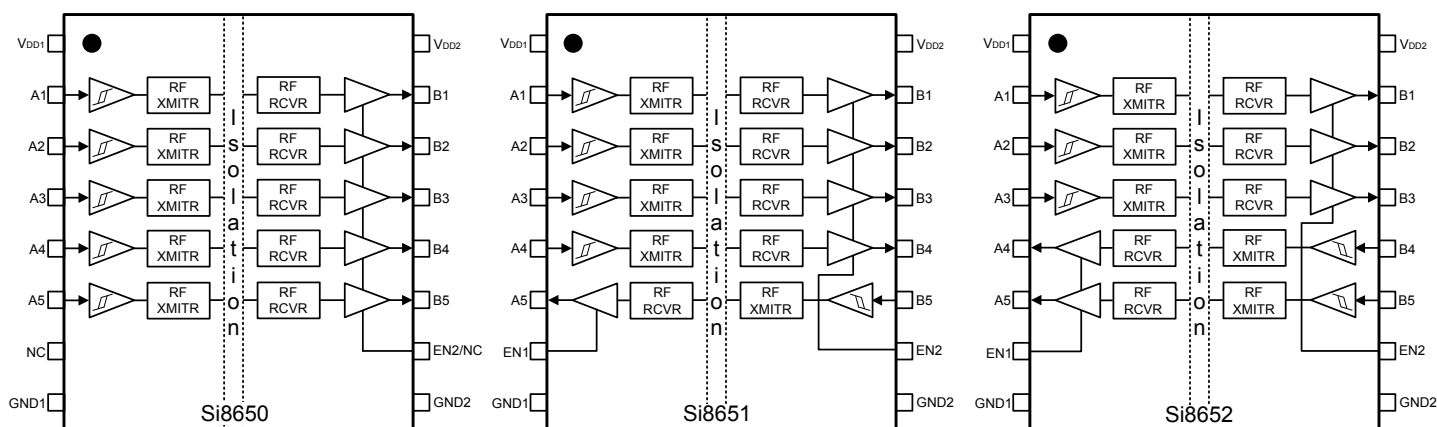 VDD1
VDD2
A1
RF XMITR
RF RCVR
B1
A2
RF XMITR
RF RCVR
B2
A3
RF XMITR
RF RCVR
B3
A4
RF XMITR
RF RCVR
B4
A5
RF XMITR
RF RCVR
B5
Isolation
NC
EN2/NC
GND1
GND2
Si8650
VDD1
VDD2
A1
RF XMITR
RF RCVR
B1
A2
RF XMITR
RF RCVR
B2
A3
RF XMITR
RF RCVR
B3
A4
RF XMITR
RF RCVR
B4
A5
RF RCVR
RF XMITR
B5
Isolation
EN1
EN2
GND1
GND2
Si8651
VDD1
VDD2
A1
RF XMITR
RF RCVR
B1
A2
RF XMITR
RF RCVR
B2
A3
RF XMITR
RF RCVR
B3
A4
RF RCVR
RF XMITR
B4
A5
RF RCVR
RF XMITR
B5
Isolation
EN1
EN2
GND1
GND2
Si8652